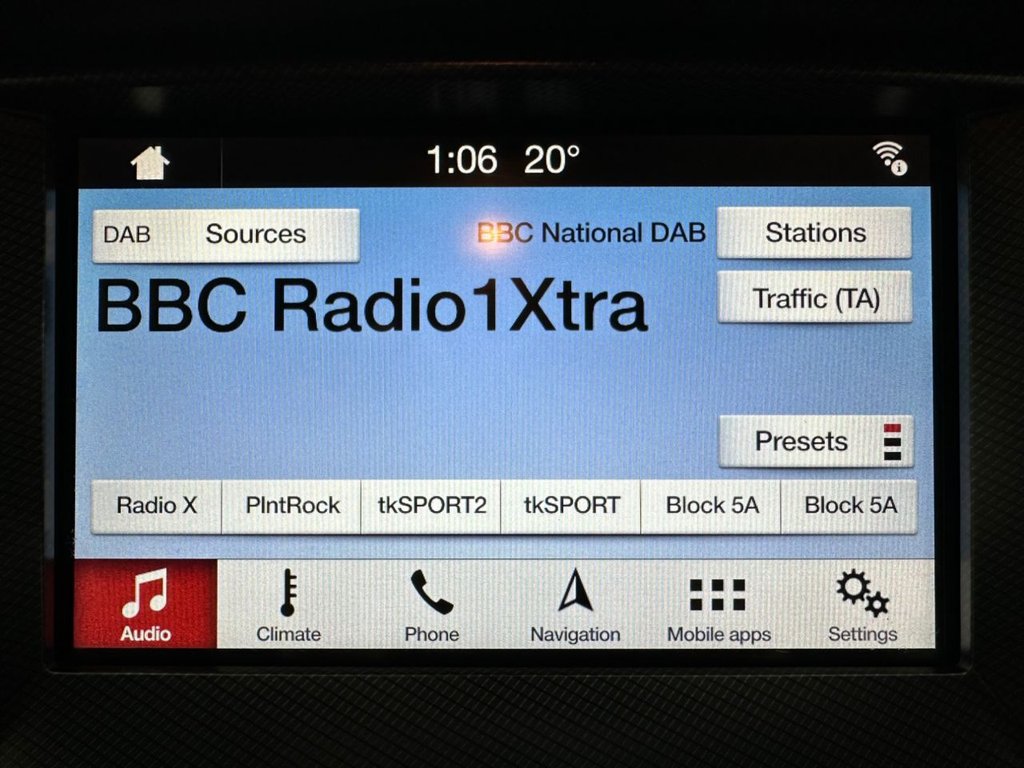 1:06 20°
DAB Sources BBC National DAB Stations
BBC Radio1Xtra
Traffic (TA)
Presets
Radio X PlntRock tkSPORT2 tkSPORT Block 5A Block 5A
Audio Climate Phone Navigation Mobile apps Settings